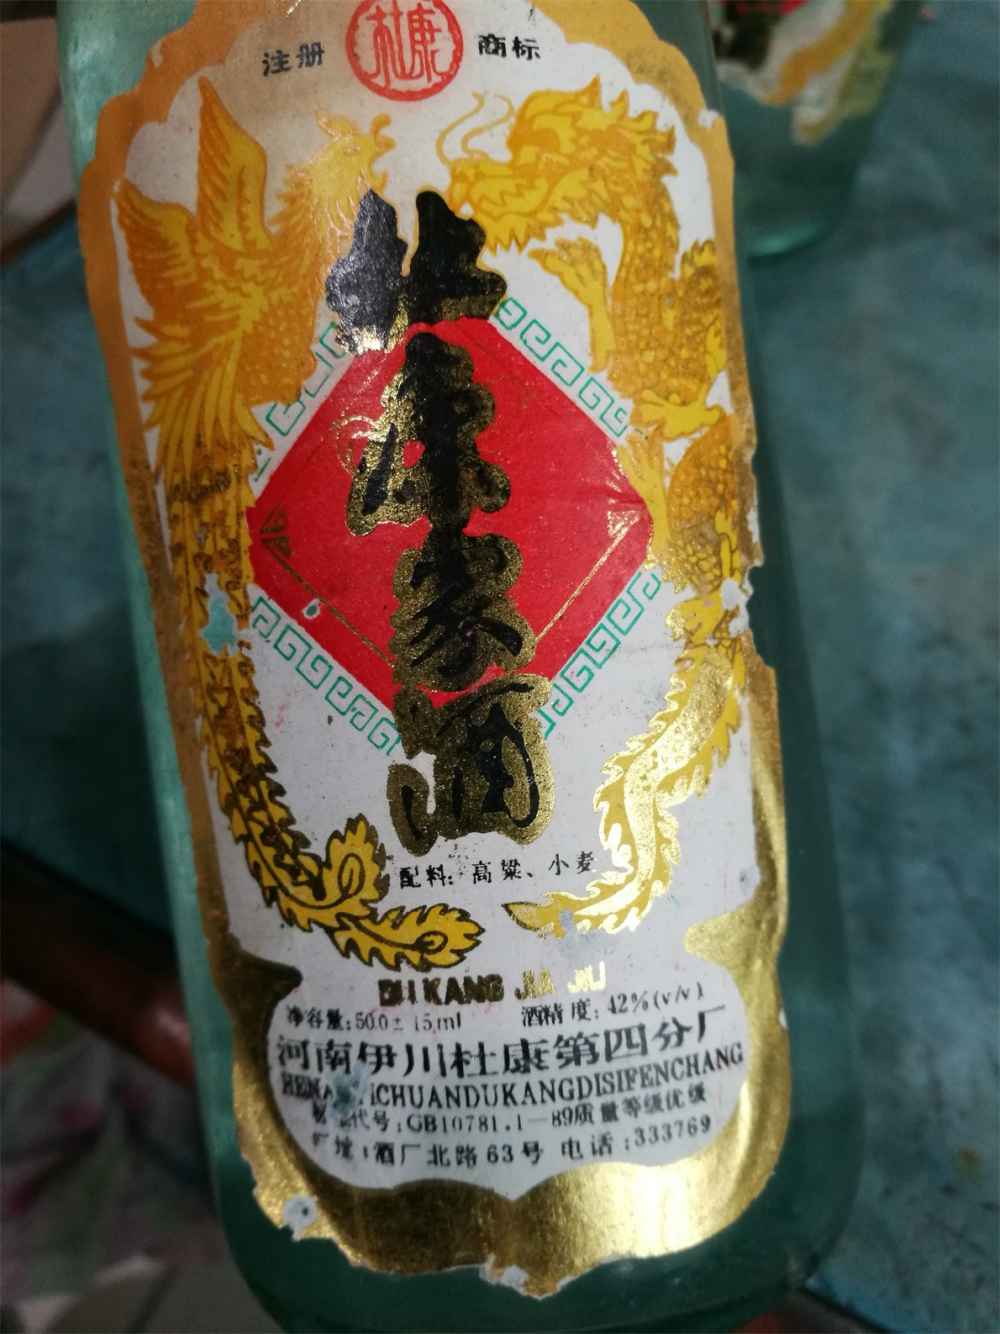 注册 杜康 商标
杜康家酒
配料：高粱、小麦
DUKANG JIA JIU
净容量：500±15ml 酒精度：42%(v/v)
河南伊川杜康第四分厂
HENAN YICHUANDUKANGDISIFENCHANG
代号：GB10781.1—89质量等级优级
厂址：酒厂北路63号 电话：333769